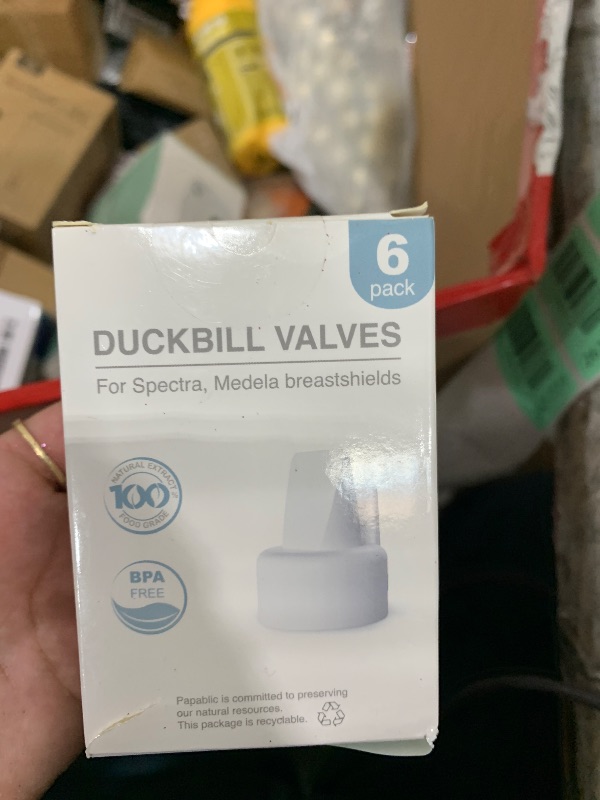 6
pack
DUCKBILL VALVES
For Spectra, Medela breastshields
NATURAL EXTRACT
100
FOOD GRADE
BPA
FREE
Papablic is committed to preserving
our natural resources.
This package is recyclable.